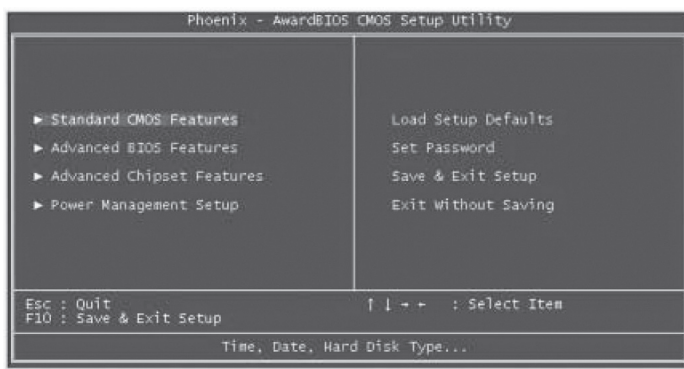 Phoenix - AwardBIOS CMOS Setup Utility
► Standard CMOS Features
► Advanced BIOS Features
► Advanced Chipset Features
► Power Management Setup
Load Setup Defaults
Set Password
Save & Exit Setup
Exit Without Saving
Esc : Quit
F10 : Save & Exit Setup
↑ ↓ → ← : Select Item
Time, Date, Hard Disk Type...